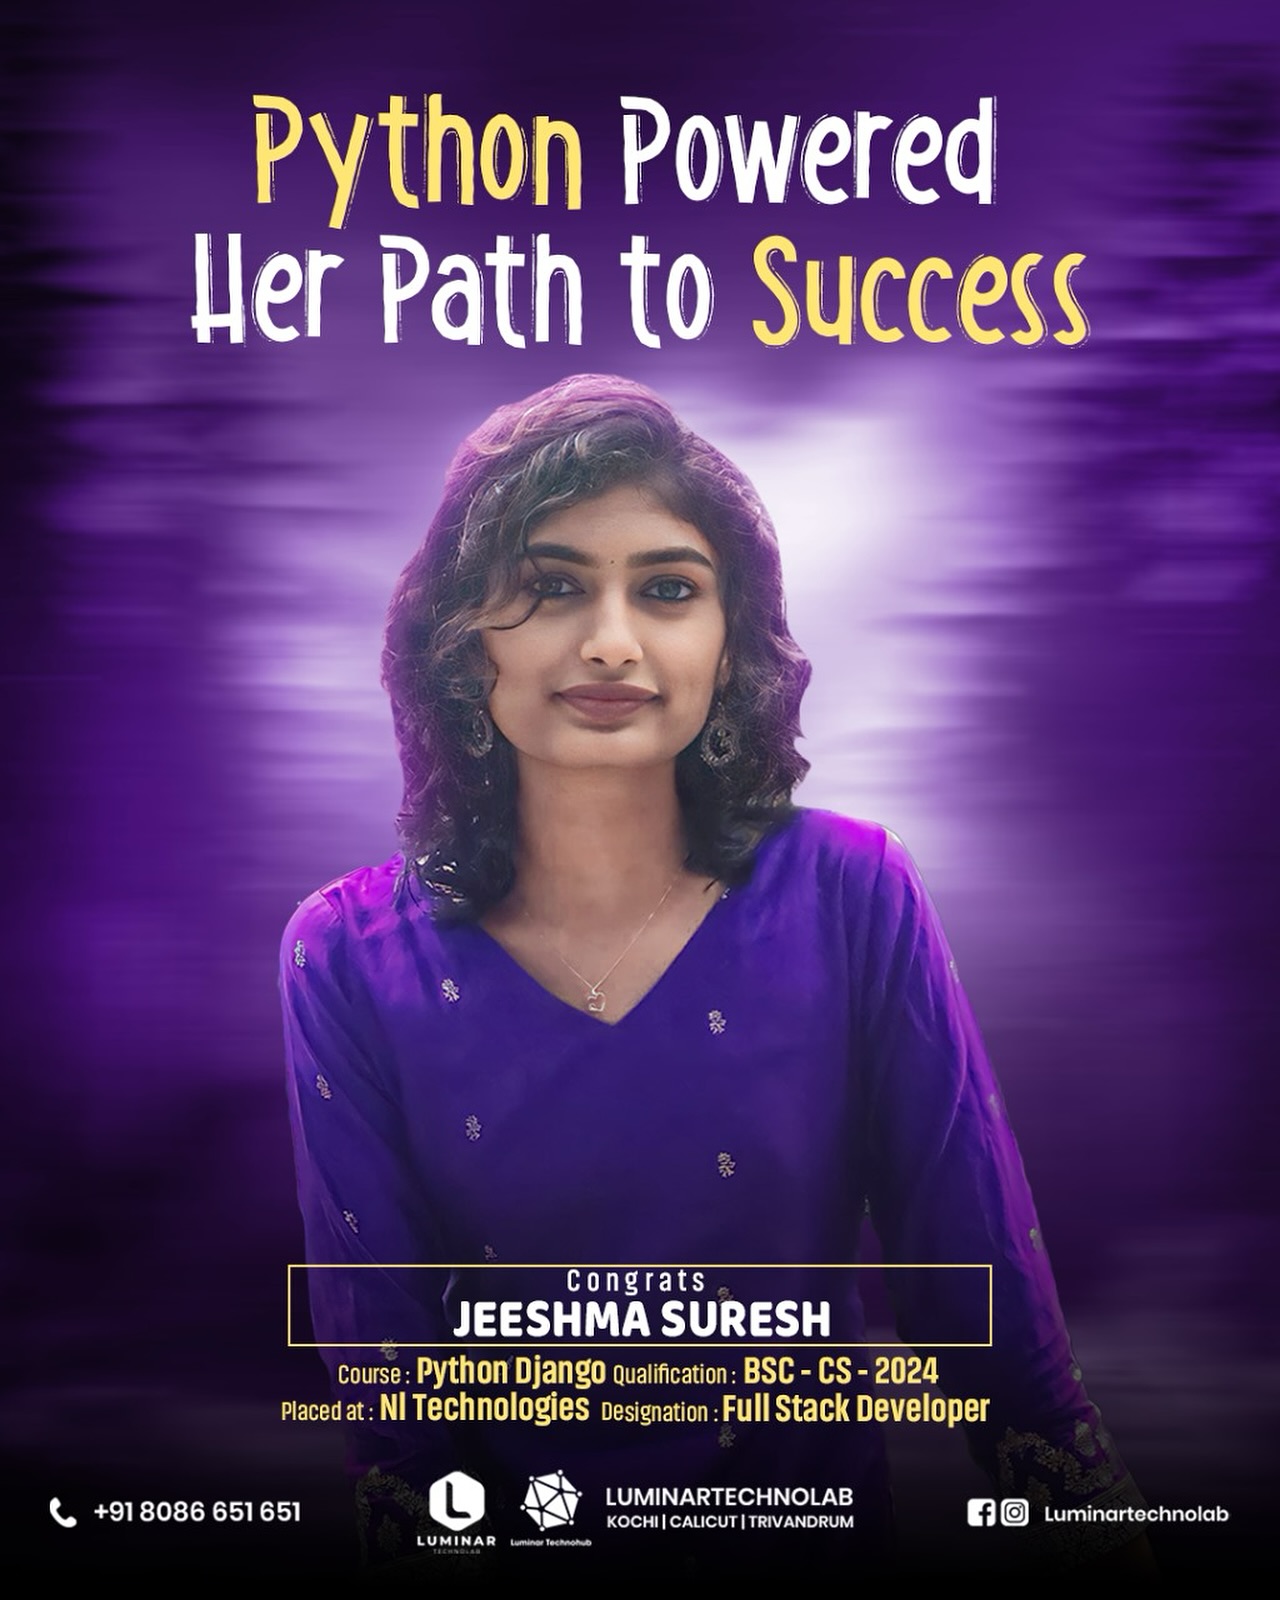 Python Powered
Her Path to Success
Congrats
JEESHMA SURESH
Course : Python Django Qualification : BSC - CS - 2024
Placed at : Nl Technologies Designation : Full Stack Developer
+91 8086 651 651
LUMINAR
TECHNOLAB
Luminar Technohub
LUMINARTECHNOLAB
KOCHI | CALICUT | TRIVANDRUM
Luminartechnolab